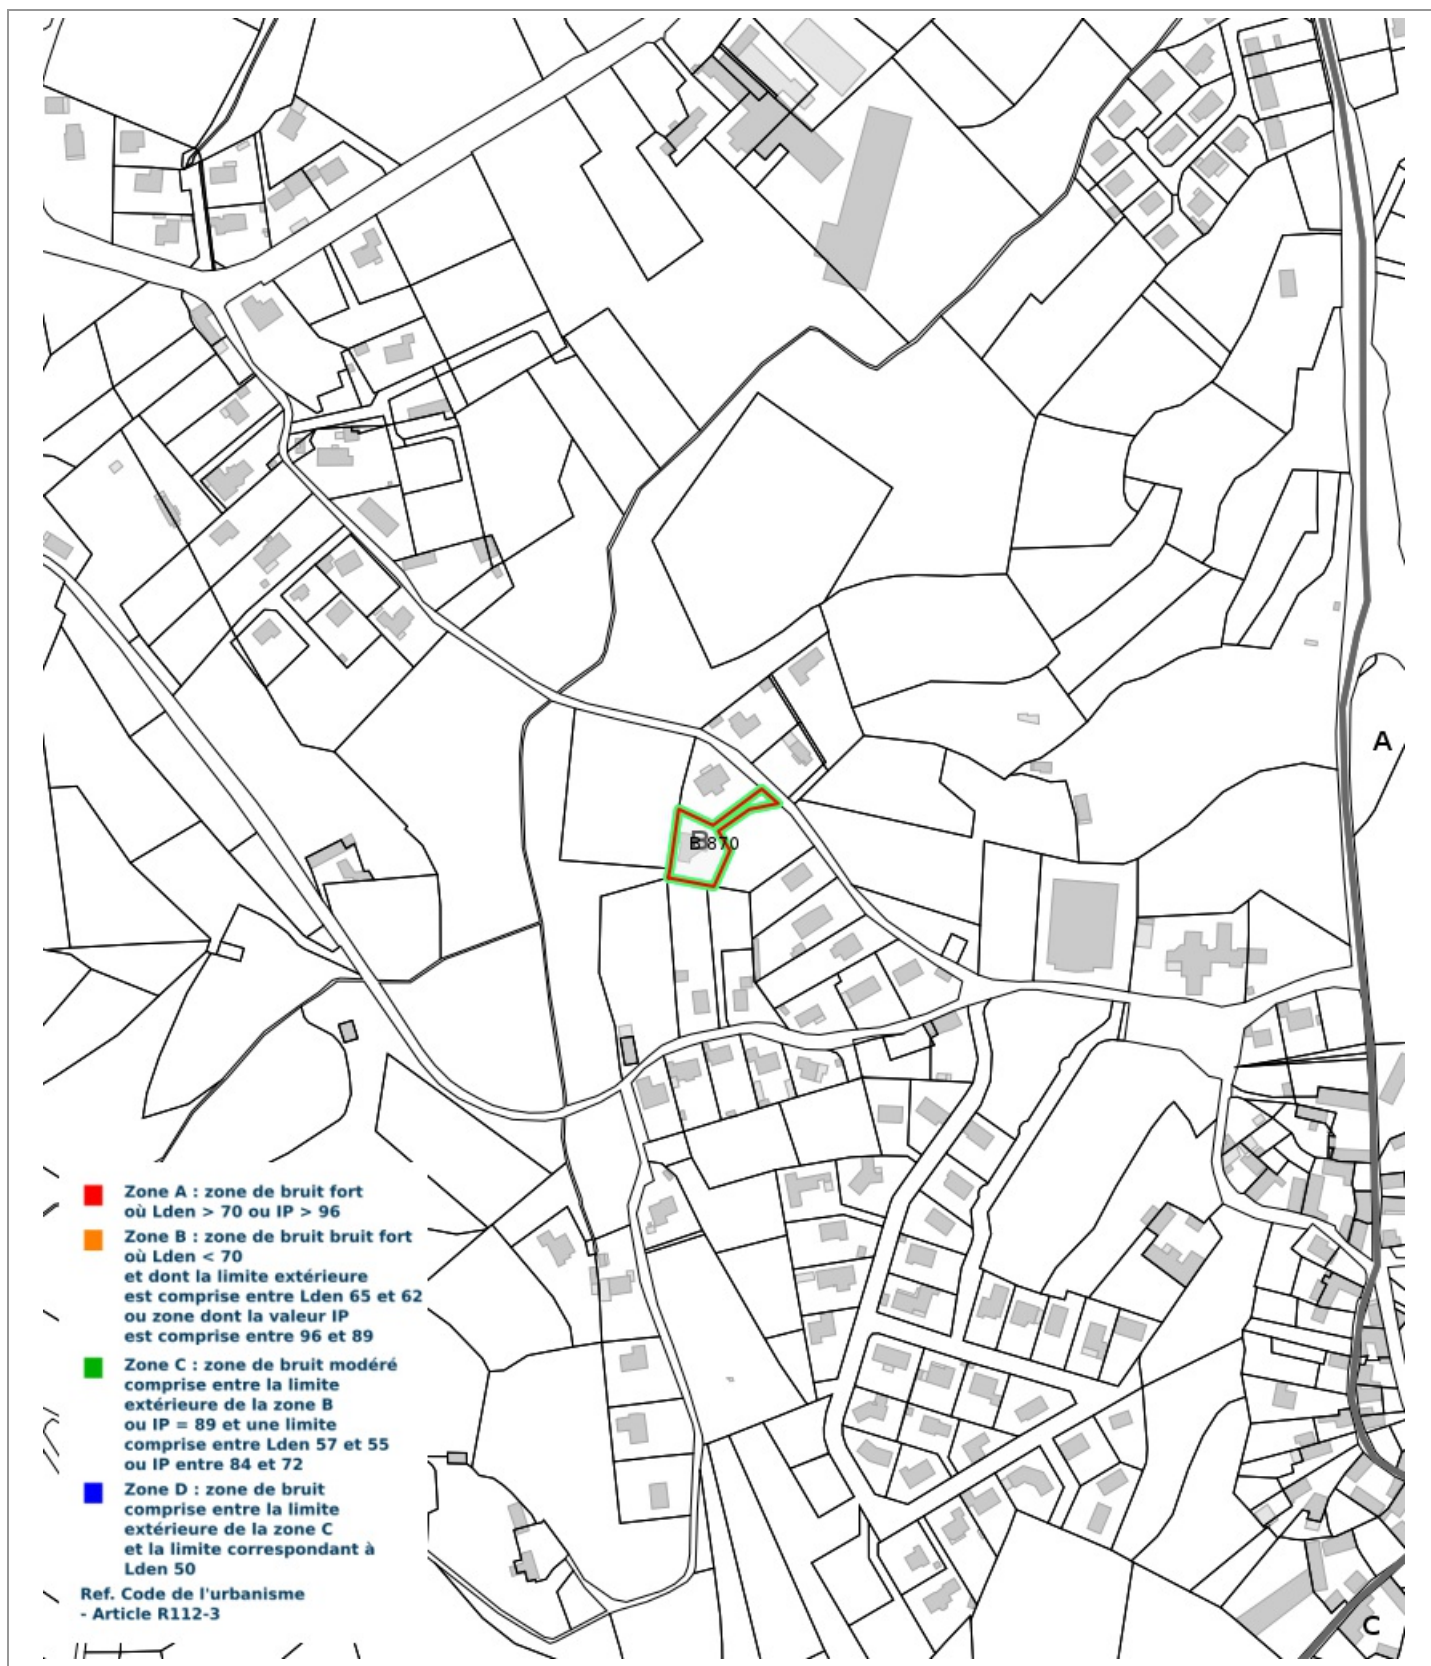 A
B
B 870
Zone A : zone de bruit fort
où Lden > 70 ou IP > 96
Zone B : zone de bruit bruit fort
où Lden < 70
et dont la limite extérieure
est comprise entre Lden 65 et 62
ou zone dont la valeur IP
est comprise entre 96 et 89
Zone C : zone de bruit modéré
comprise entre la limite
extérieure de la zone B
ou IP = 89 et une limite
comprise entre Lden 57 et 55
ou IP entre 84 et 72
Zone D : zone de bruit
comprise entre la limite
extérieure de la zone C
et la limite correspondant à
Lden 50
Ref. Code de l'urbanisme
- Article R112-3
C